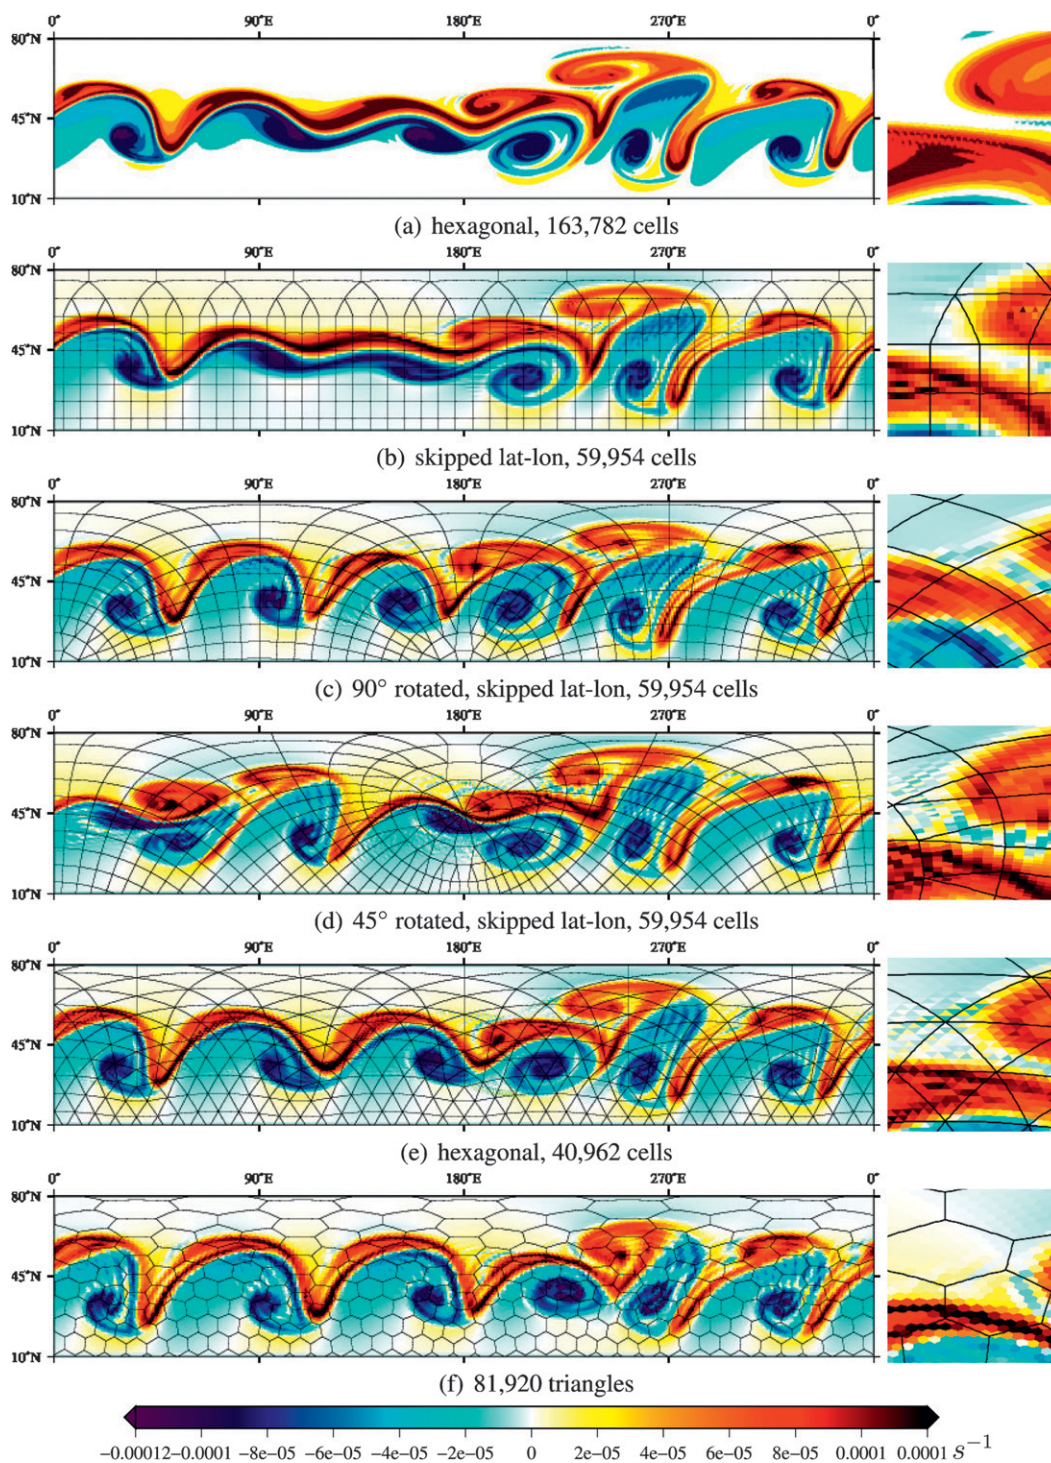 0° 90°E 180°E 270°E 0°
80°N
45°N
10°N
(a) hexagonal, 163,782 cells
0° 90°E 180°E 270°E 0°
80°N
45°N
10°N
(b) skipped lat-lon, 59,954 cells
0° 90°E 180°E 270°E 0°
80°N
45°N
10°N
(c) 90° rotated, skipped lat-lon, 59,954 cells
0° 90°E 180°E 270°E 0°
80°N
45°N
10°N
(d) 45° rotated, skipped lat-lon, 59,954 cells
0° 90°E 180°E 270°E 0°
80°N
45°N
10°N
(e) hexagonal, 40,962 cells
0° 90°E 180°E 270°E 0°
80°N
45°N
10°N
(f) 81,920 triangles
−0.00012 −0.0001 −8e−05 −6e−05 −4e−05 −2e−05 0 2e−05 4e−05 6e−05 8e−05 0.0001 0.0001 s⁻¹